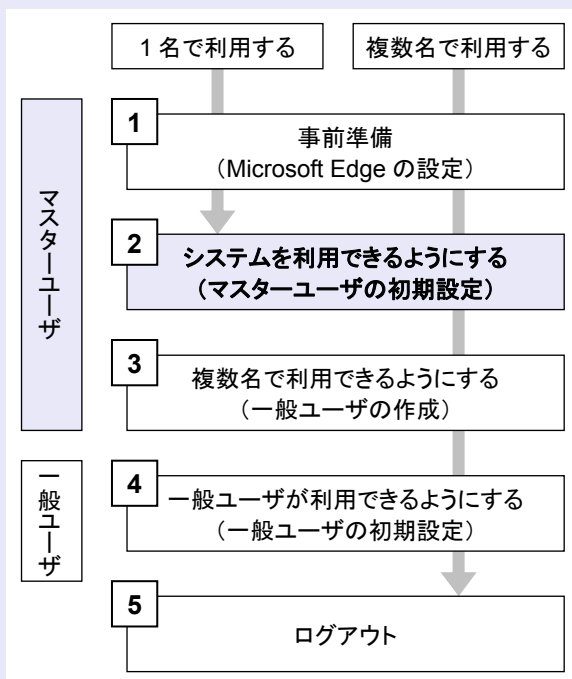 1名で利用する
複数名で利用する
マスターユーザ
1
事前準備
（Microsoft Edge の設定）
2
システムを利用できるようにする
（マスターユーザの初期設定）
3
複数名で利用できるようにする
（一般ユーザの作成）
一般ユーザ
4
一般ユーザが利用できるようにする
（一般ユーザの初期設定）
5
ログアウト